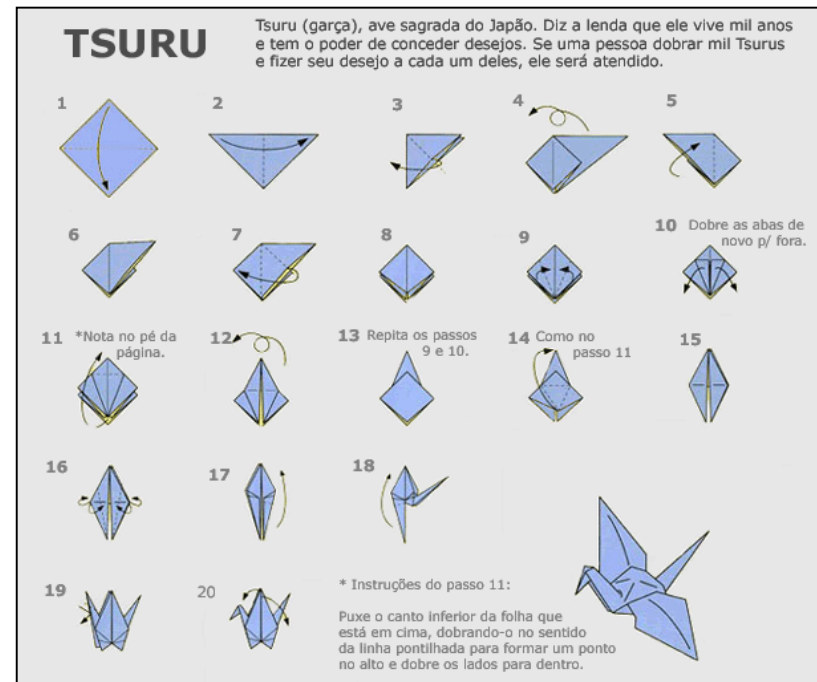 TSURU
Tsuru (garça), ave sagrada do Japão. Diz a lenda que ele vive mil anos
e tem o poder de conceder desejos. Se uma pessoa dobrar mil Tsurus
e fizer seu desejo a cada um deles, ele será atendido.
1
2
3
4
5
6
7
8
9
10 Dobre as abas de
novo p/ fora.
11 *Nota no pé da
página.
12
13 Repita os passos
9 e 10.
14 Como no
passo 11
15
16
17
18
19
20
* Instruções do passo 11:
Puxe o canto inferior da folha que
está em cima, dobrando-o no sentido
da linha pontilhada para formar um ponto
no alto e dobre os lados para dentro.